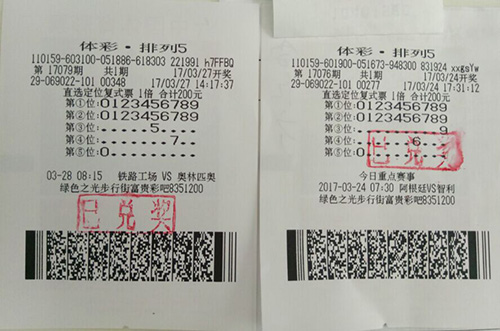 体彩·排列5
110159-603100-051886-618303 221991 h7FFBQ
第 17079期 共1期 17/03/27开奖
29-069022-101 00348 17/03/27 14:17:37
直选定位复式票 1倍 合计200元
第①位:0123456789
第②位:0123456789
第③位:.....5....
第④位:.......7..
第⑤位:0123456789
03-28 08:15 铁路工场 VS 奥林匹奥
绿色之光步行街富贵彩吧8351200
已兑奖
体彩·排列5
110159-601900-051673-948300 831924 xxgsYw
第 17076期 共1期 17/03/24开奖
29-069022-101 00277 17/03/24 17:31:12
直选定位复式票 1倍 合计200元
第①位:0123456789
第②位:0123456789
第③位:.........9
第④位:......6...
第⑤位:0123456789
已兑奖
今日重点赛事
2017-03-24 07:30 阿根廷VS智利
绿色之光步行街富贵彩吧8351200